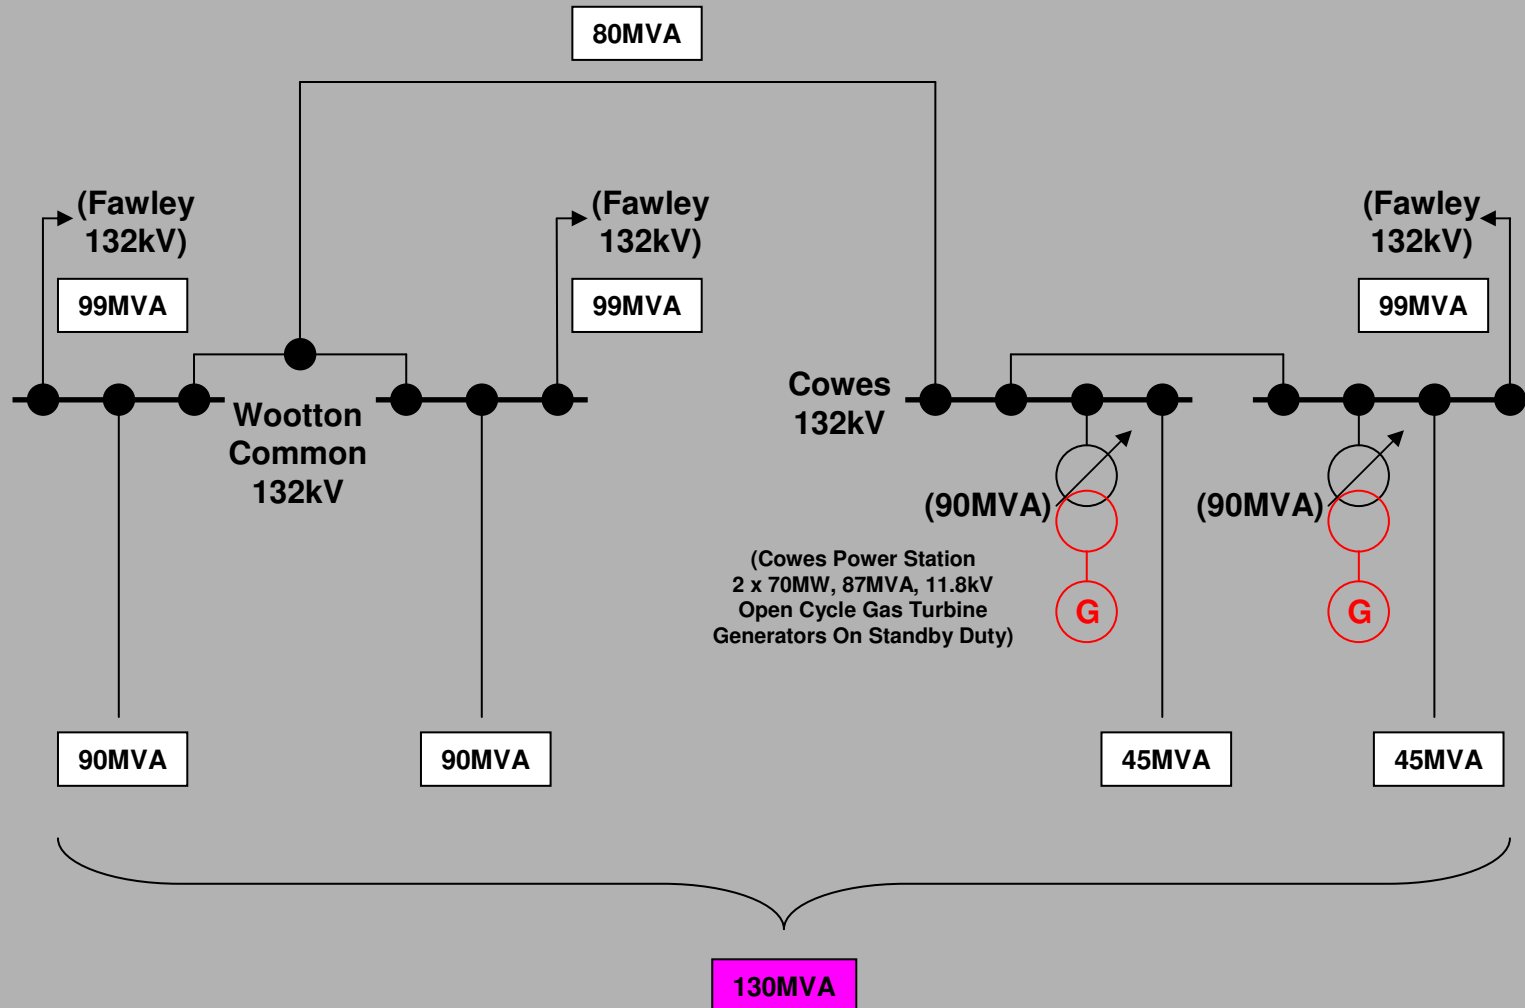 80MVA
(Fawley
132kV)
99MVA
(Fawley
132kV)
99MVA
(Fawley
132kV)
99MVA
Wootton
Common
132kV
Cowes
132kV
(90MVA)
(90MVA)
(Cowes Power Station
2 x 70MW, 87MVA, 11.8kV
Open Cycle Gas Turbine
Generators On Standby Duty)
G
G
90MVA
90MVA
45MVA
45MVA
130MVA